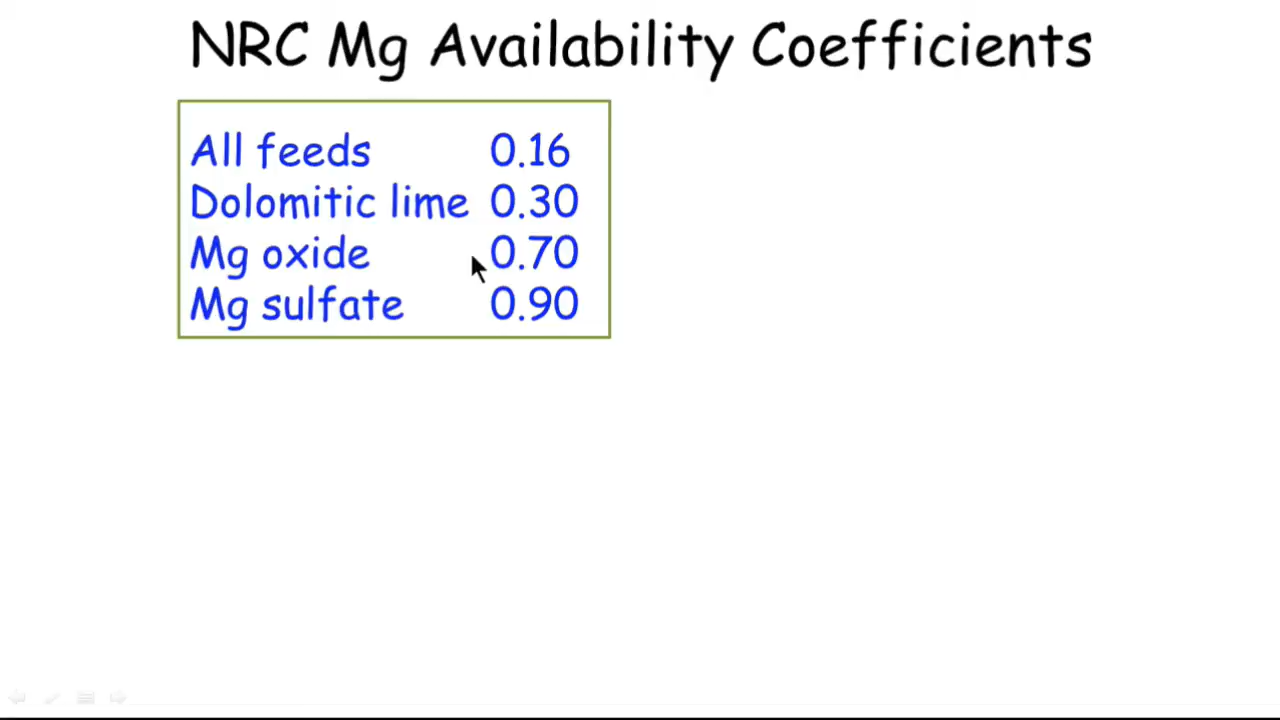 NRC Mg Availability Coefficients
All feeds 0.16
Dolomitic lime 0.30
Mg oxide 0.70
Mg sulfate 0.90